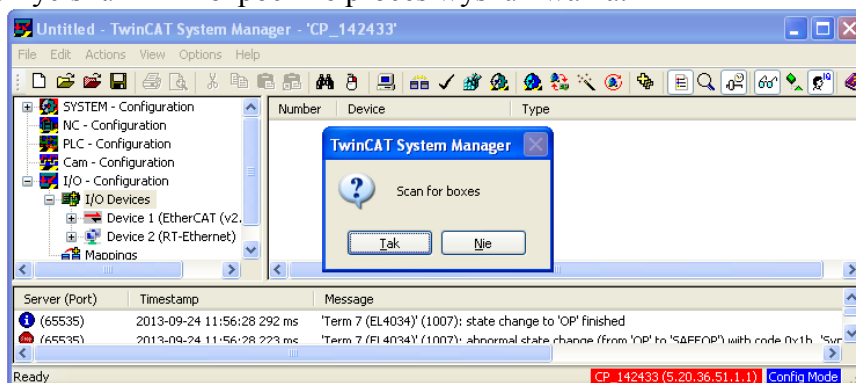 Untitled - TwinCAT System Manager - 'CP_142433'
File Edit Actions View Options Help
SYSTEM - Configuration
NC - Configuration
PLC - Configuration
Cam - Configuration
I/O - Configuration
I/O Devices
Device 1 (EtherCAT (v2.
Device 2 (RT-Ethernet)
Mappings
Number Device Type
TwinCAT System Manager
Scan for boxes
Tak Nie
Server (Port) Timestamp Message
(65535) 2013-09-24 11:56:28 292 ms 'Term 7 (EL4034)' (1007): state change to 'OP' finished
(65535) 2013-09-24 11:56:28 223 ms 'Term 7 (EL4034)' (1007): abnormal state change (from 'OP' to 'SAFEOP') with code 0x1b,
Ready CP_142433 (5.20.36.51.1.1) Config Mode